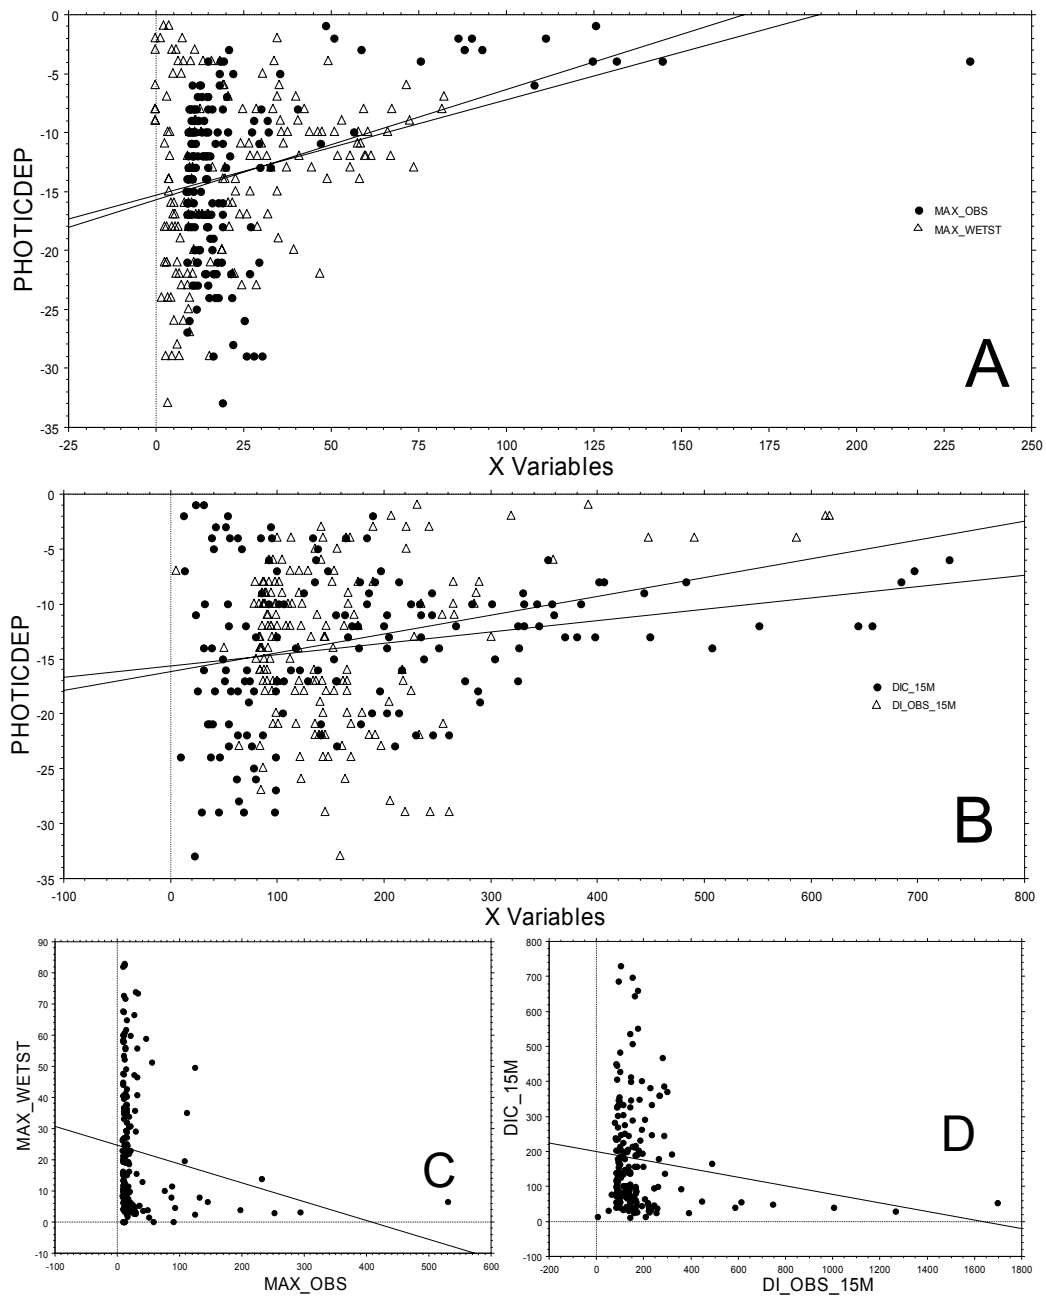 0
-5
-10
-15
-20
-25
-30
-35
PHOTICDEP
MAX_OBS
MAX_WETST
A
-25 0 25 50 75 100 125 150 175 200 225 250
X Variables
0
-5
-10
-15
-20
-25
-30
-35
PHOTICDEP
DIC_15M
DI_OBS_15M
B
-100 0 100 200 300 400 500 600 700 800
X Variables
90
80
70
60
50
40
30
20
10
0
-10
MAX_WETST
C
-100 0 100 200 300 400 500 600
MAX_OBS
800
700
600
500
400
300
200
100
0
-100
DIC_15M
D
-200 0 200 400 600 800 1000 1200 1400 1600 1800
DI_OBS_15M